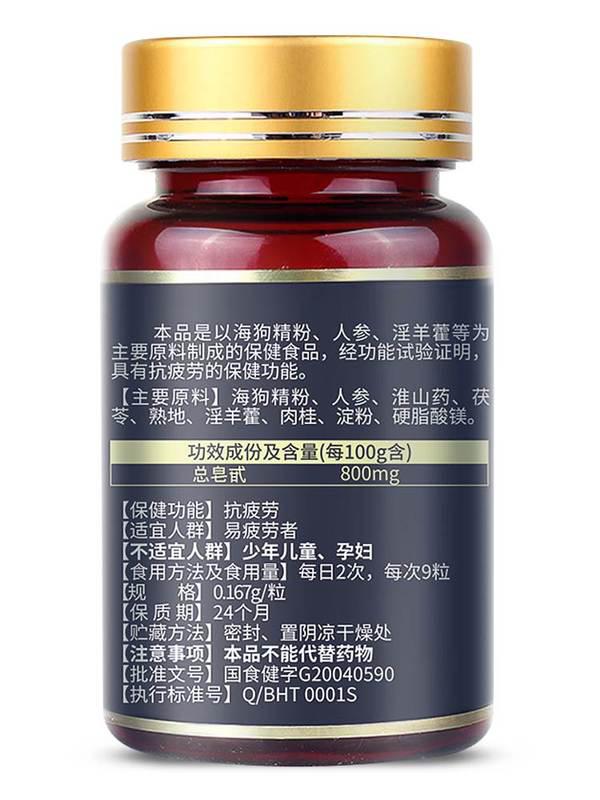 本品是以海狗精粉、人参、淫羊藿等为
主要原料制成的保健食品，经功能试验证明，
具有抗疲劳的保健功能。
【主要原料】海狗精粉、人参、淮山药、茯
苓、熟地、淫羊藿、肉桂、淀粉、硬脂酸镁。
功效成份及含量(每100g含)
总皂甙 800mg
【保健功能】抗疲劳
【适宜人群】易疲劳者
【不适宜人群】少年儿童、孕妇
【食用方法及食用量】每日2次，每次9粒
【规 格】0.167g/粒
【保 质 期】24个月
【贮藏方法】密封、置阴凉干燥处
【注意事项】本品不能代替药物
【批准文号】国食健字G20040590
【执行标准号】Q/BHT 0001S